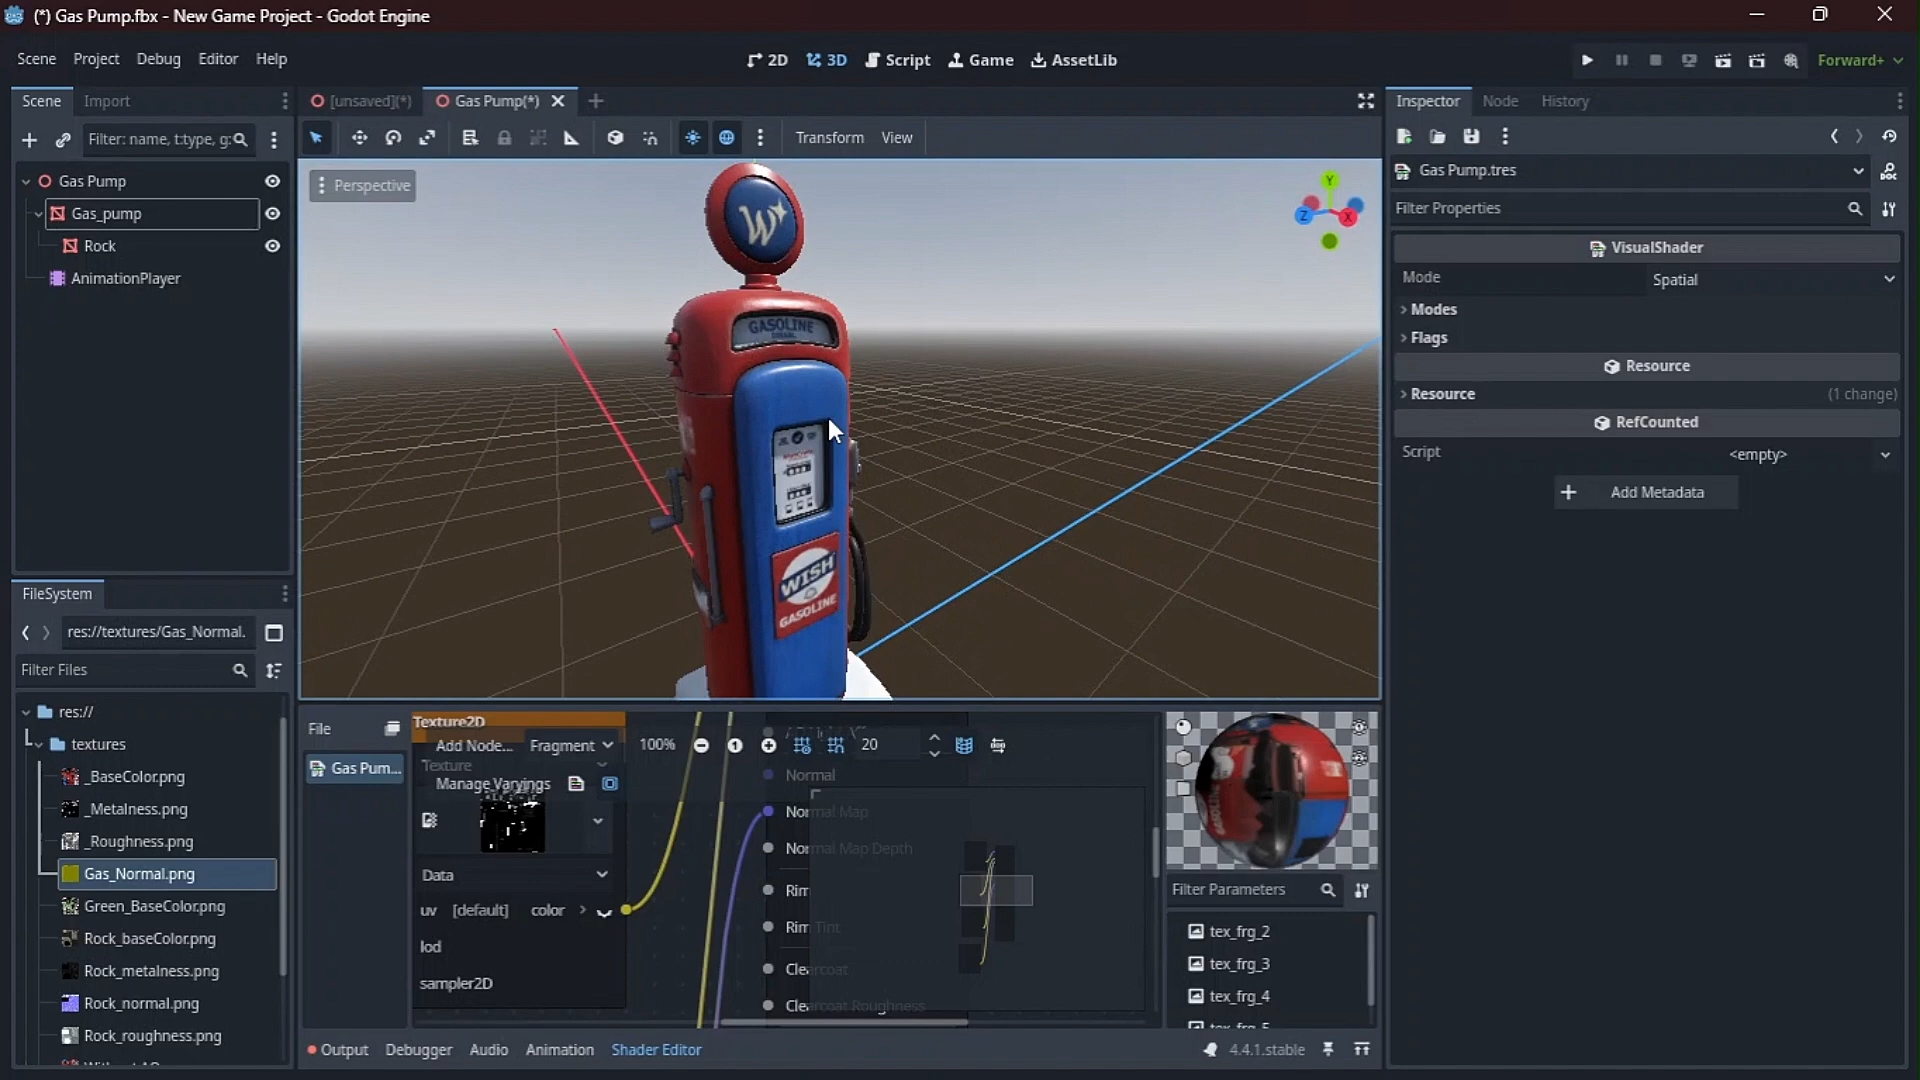 (*) Gas Pump.fbx - New Game Project - Godot Engine
Scene Project Debug Editor Help
2D 3D Script Game AssetLib
Forward+
Scene Import
[unsaved](*) Gas Pump(*)
Inspector Node History
Filter: name, t:type, g:
Transform View
Gas Pump.tres
Perspective
Y
Z
X
Filter Properties
Gas Pump
Gas_pump
Rock
AnimationPlayer
VisualShader
Mode Spatial
Modes
Flags
Resource
Resource (1 change)
RefCounted
Script <empty>
Add Metadata
W
GASOLINE
WISH
GASOLINE
FileSystem
res://textures/Gas_Normal.
Filter Files
res://
textures
_BaseColor.png
_Metalness.png
_Roughness.png
Gas_Normal.png
Green_BaseColor.png
Rock_baseColor.png
Rock_metalness.png
Rock_normal.png
Rock_roughness.png
File
Gas Pum...
Texture2D
Add Node... Fragment 100% 1 20
Texture
Manage Varyings
Data
uv [default] color
lod
sampler2D
Normal
Normal Map
Normal Map Depth
Rim
Rim Tint
Clearcoat
Clearcoat Roughness
Filter Parameters
tex_frg_2
tex_frg_3
tex_frg_4
tex_frg_5
Output Debugger Audio Animation Shader Editor
4.4.1.stable